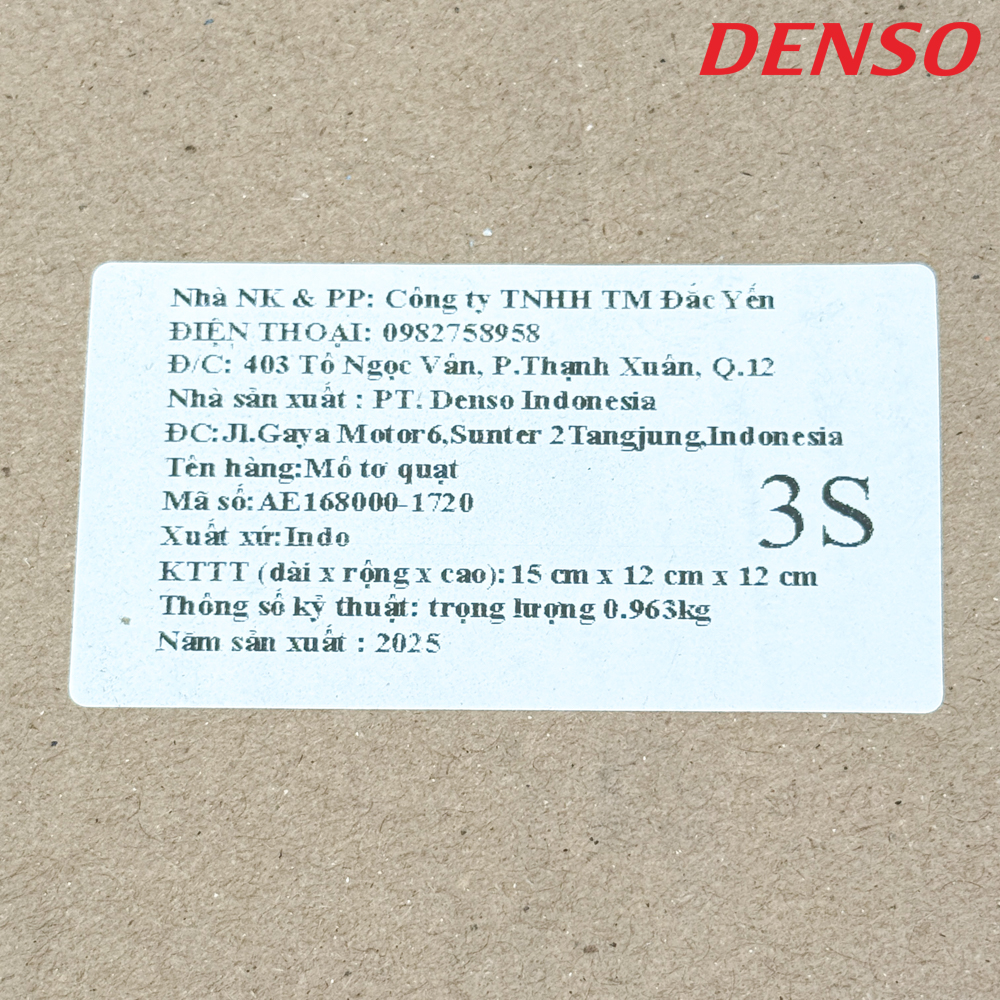 DENSO
Nhà NK & PP: Công ty TNHH TM Đắc Yến
ĐIỆN THOẠI: 0982758958
Đ/C: 403 Tô Ngọc Vân, P.Thạnh Xuân, Q.12
Nhà sản xuất : PT. Denso Indonesia
ĐC:Jl.Gaya Motor6,Sunter 2 Tangjung,Indonesia
Tên hàng:Mô tơ quạt
Mã số:AE168000-1720
3S
Xuất xứ:Indo
KTTT (dài x rộng x cao):15 cm x 12 cm x 12 cm
Thông số kỷ thuật: trọng lượng 0.963kg
Năm sản xuất : 2025